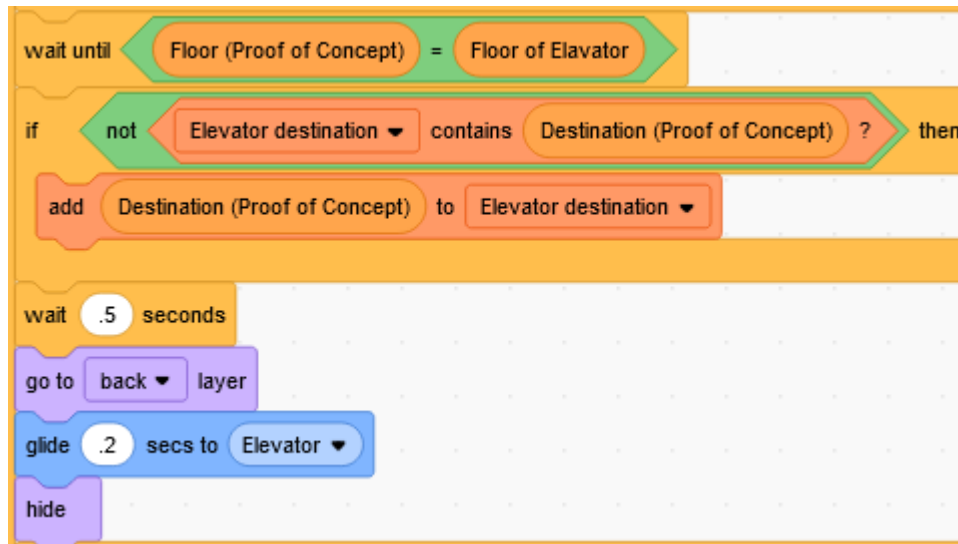 wait until Floor (Proof of Concept) = Floor of Elavator
if not Elevator destination contains Destination (Proof of Concept) ? then
add Destination (Proof of Concept) to Elevator destination
wait .5 seconds
go to back layer
glide .2 secs to Elevator
hide